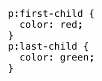 p:first-child {
  color: red;
}
p:last-child {
  color: green;
}